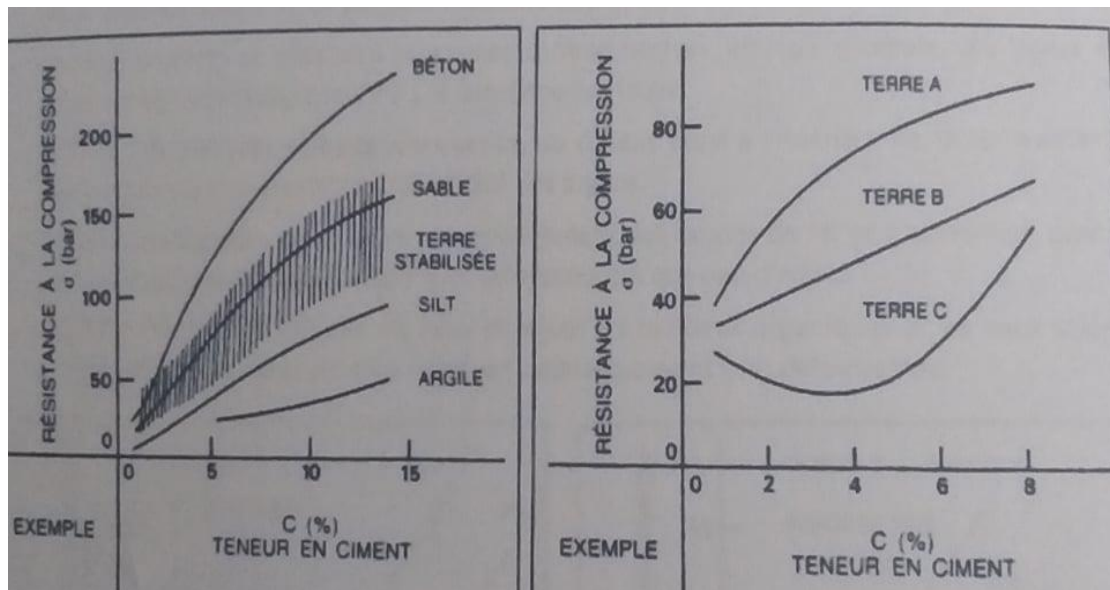 RÉSISTANCE À LA COMPRESSION
σ (bar)
200
150
100
50
0
BÉTON
SABLE
TERRE
STABILISÉE
SILT
ARGILE
0
5
10
15
EXEMPLE
C (%)
TENEUR EN CIMENT
RÉSISTANCE À LA COMPRESSION
σ (bar)
80
60
40
20
0
TERRE A
TERRE B
TERRE C
0
2
4
6
8
EXEMPLE
C (%)
TENEUR EN CIMENT